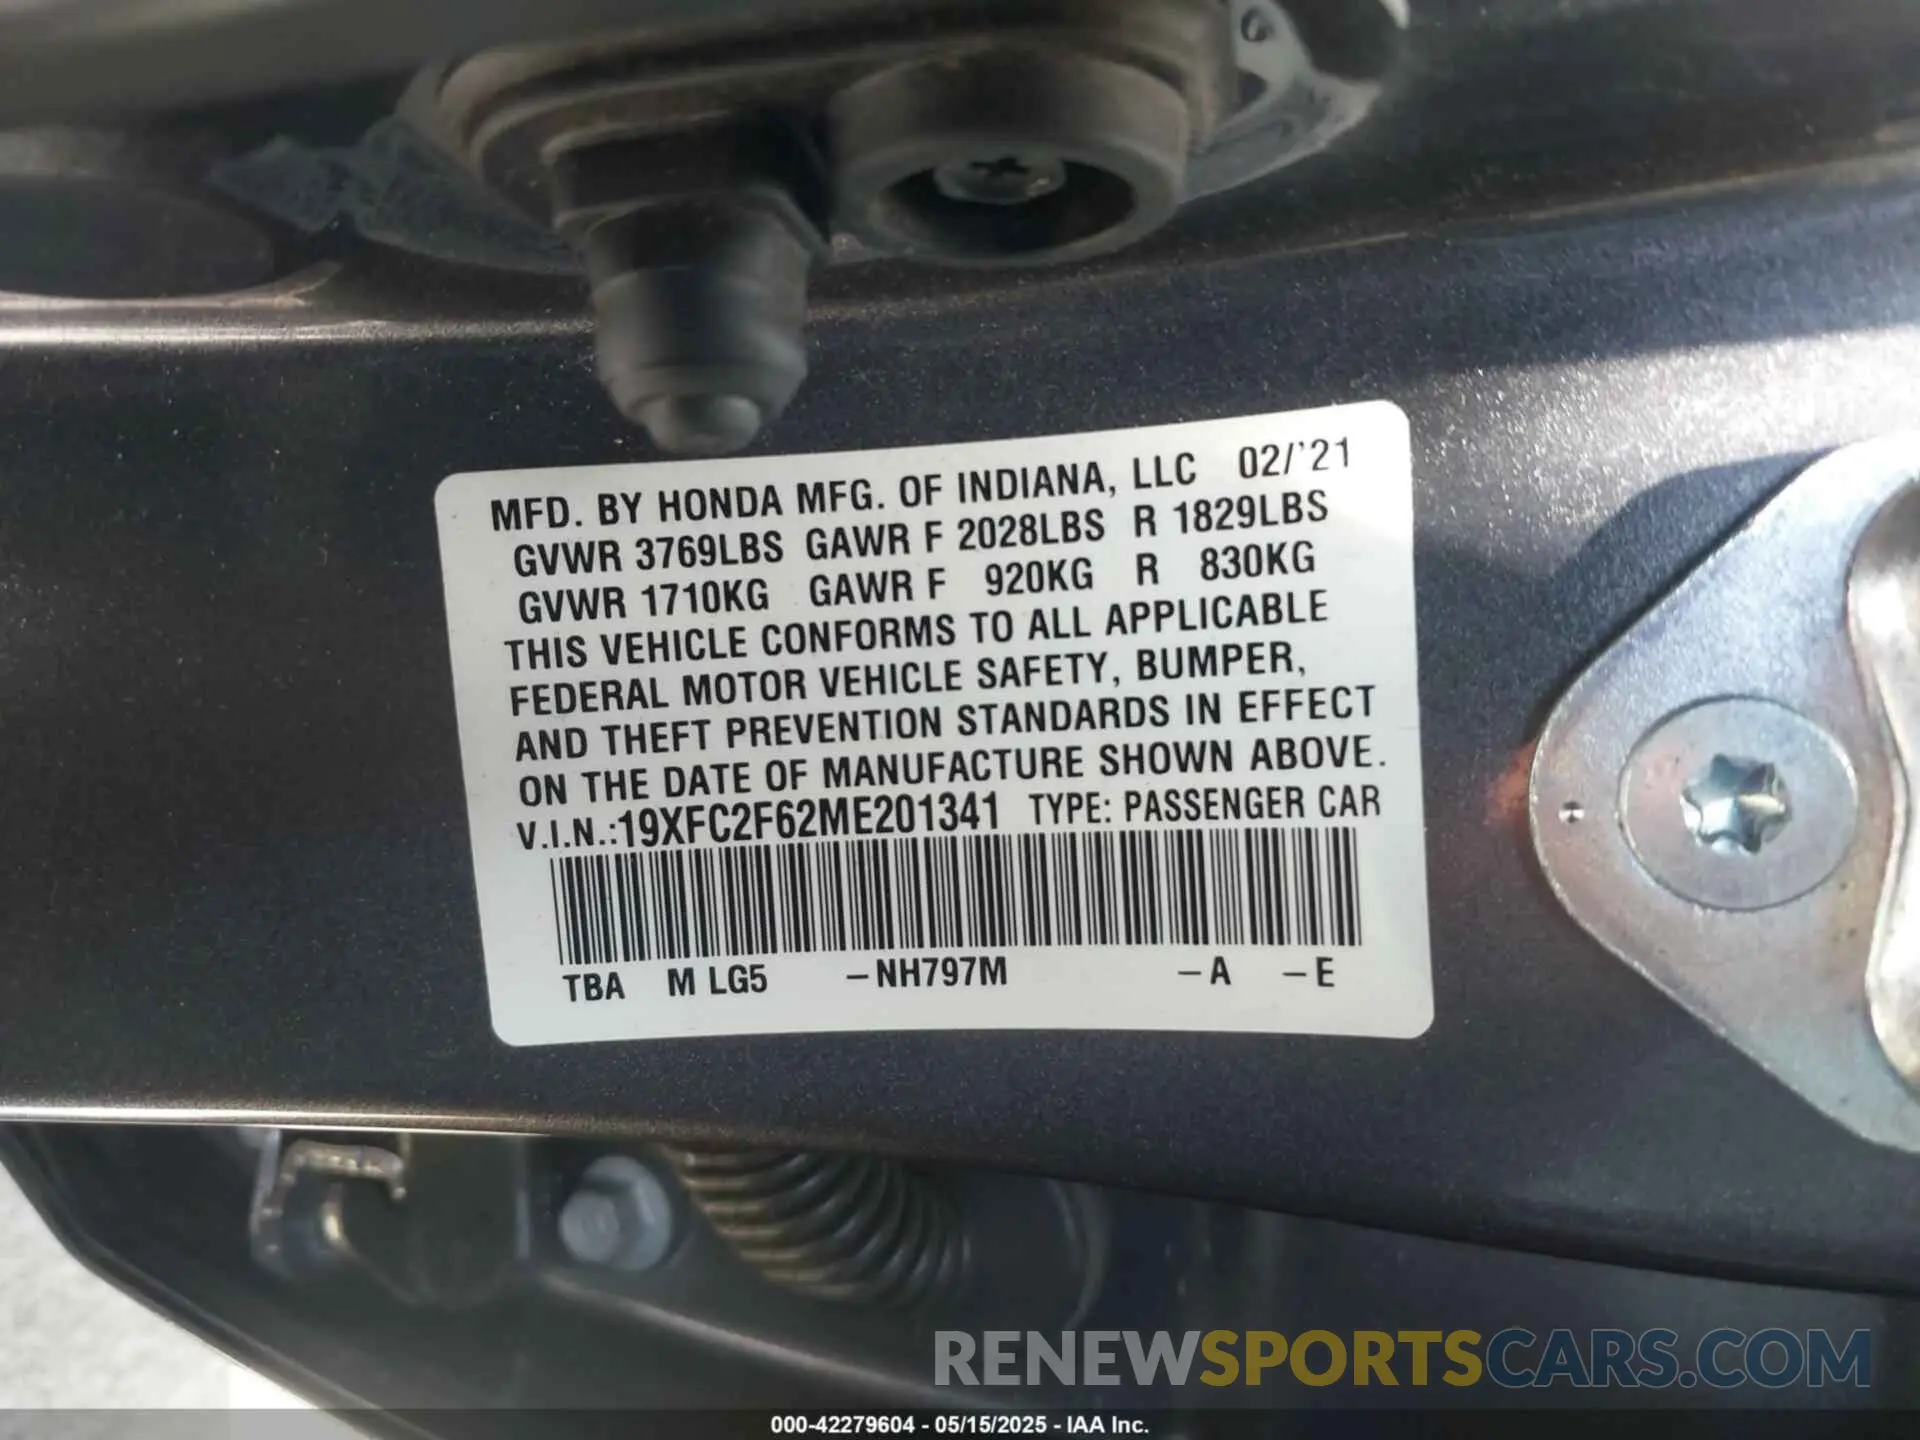 MFD. BY HONDA MFG. OF INDIANA, LLC 02/'21
GVWR 3769LBS GAWR F 2028LBS R 1829LBS
GVWR 1710KG GAWR F 920KG R 830KG
THIS VEHICLE CONFORMS TO ALL APPLICABLE
FEDERAL MOTOR VEHICLE SAFETY, BUMPER,
AND THEFT PREVENTION STANDARDS IN EFFECT
ON THE DATE OF MANUFACTURE SHOWN ABOVE.
V.I.N.:19XFC2F62ME201341 TYPE: PASSENGER CAR
TBA M LG5 –NH797M –A –E
RENEWSPORTSCARS.COM
000-42279604 - 05/15/2025 - IAA Inc.